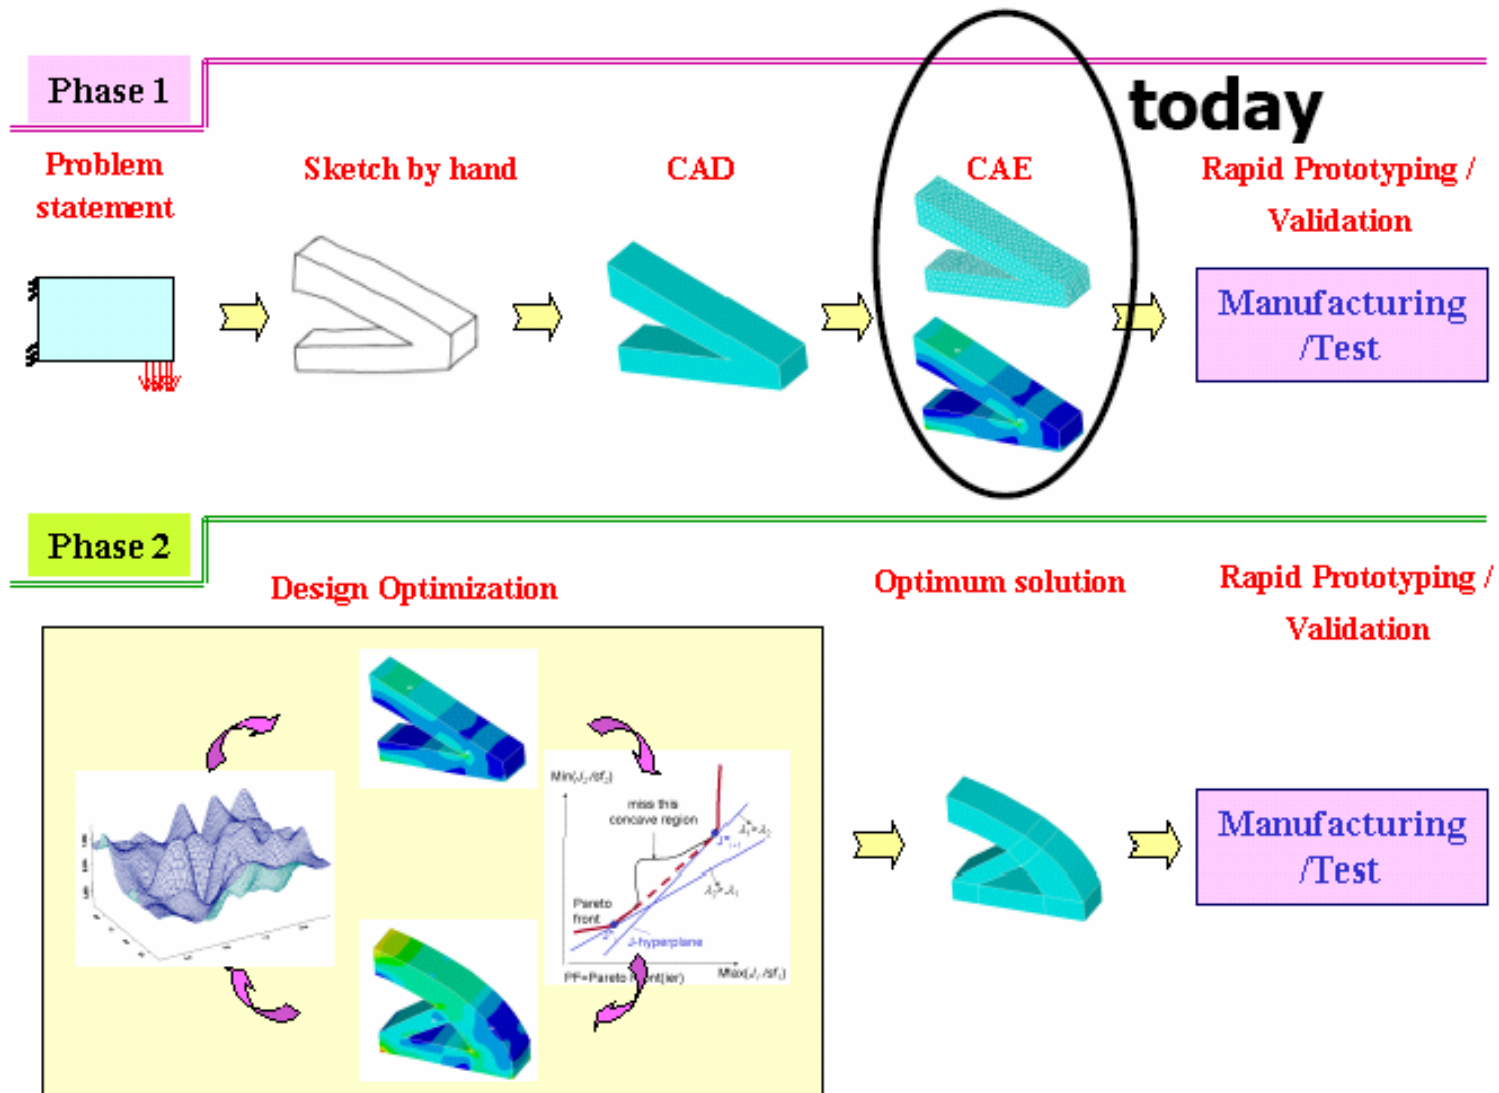 Phase 1
today
Problem
statement
Sketch by hand
CAD
CAE
Rapid Prototyping /
Validation
Manufacturing
/Test
Phase 2
Design Optimization
Optimum solution
Rapid Prototyping /
Validation
miss this
concave region
Pareto
front
J-hyperplane
Manufacturing
/Test